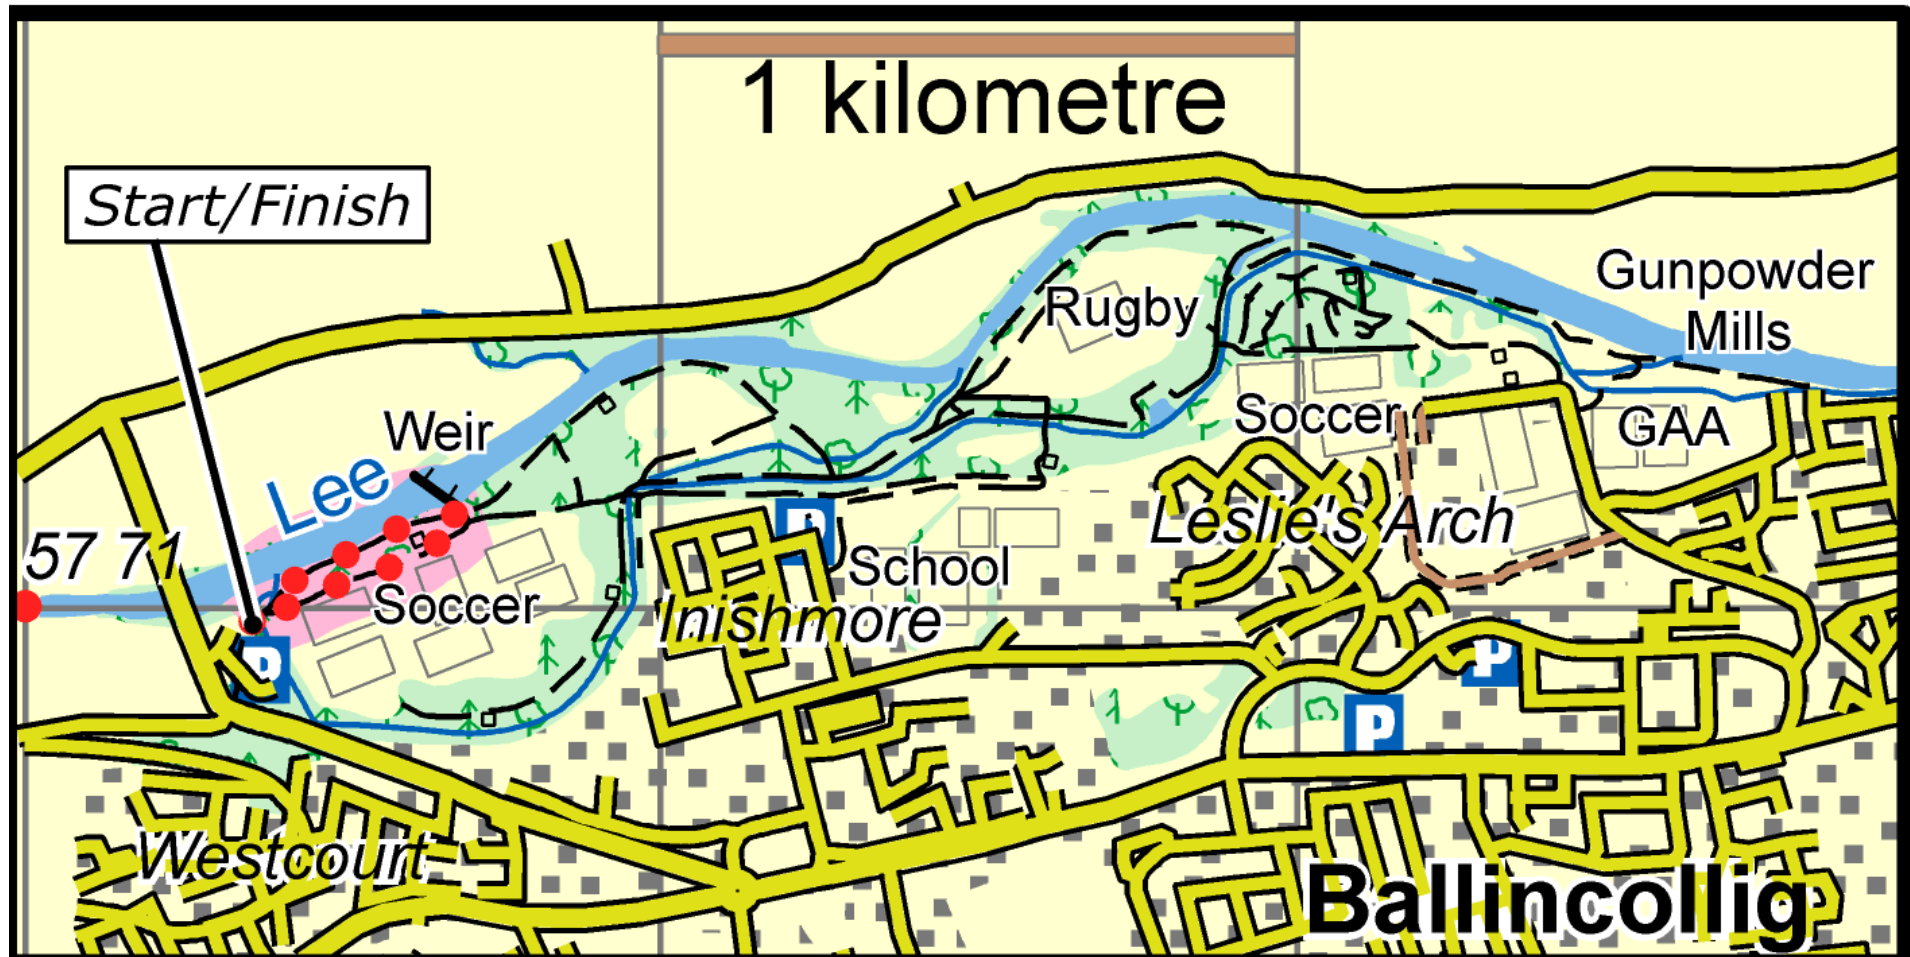 1 kilometre
Start/Finish
Gunpowder
Mills
Rugby
Weir
Soccer
GAA
Lee
57 71
Leslie's Arch
P
School
Soccer
Inishmore
P
P
P
Westcourt
Ballincollig